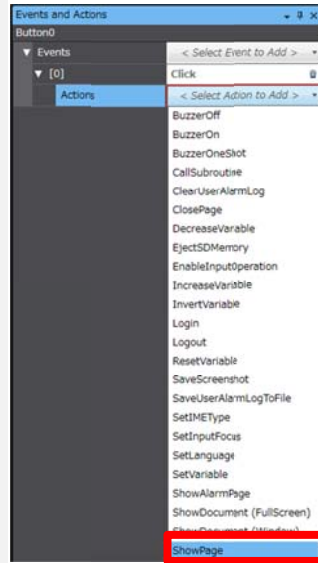 Events and Actions
Button0
Events < Select Event to Add >
[0] Click
Actions < Select Action to Add >
BuzzerOff
BuzzerOn
BuzzerOneShot
CallSubroutine
ClearUserAlarmLog
ClosePage
DecreaseVariable
EjectSDMemory
EnableInputOperation
IncreaseVariable
InvertVariable
Login
Logout
ResetVariable
SaveScreenshot
SaveUserAlarmLogToFile
SetIMEType
SetInputFocus
SetLanguage
SetVariable
ShowAlarmPage
ShowDocument (FullScreen)
ShowDocument (Window)
ShowPage